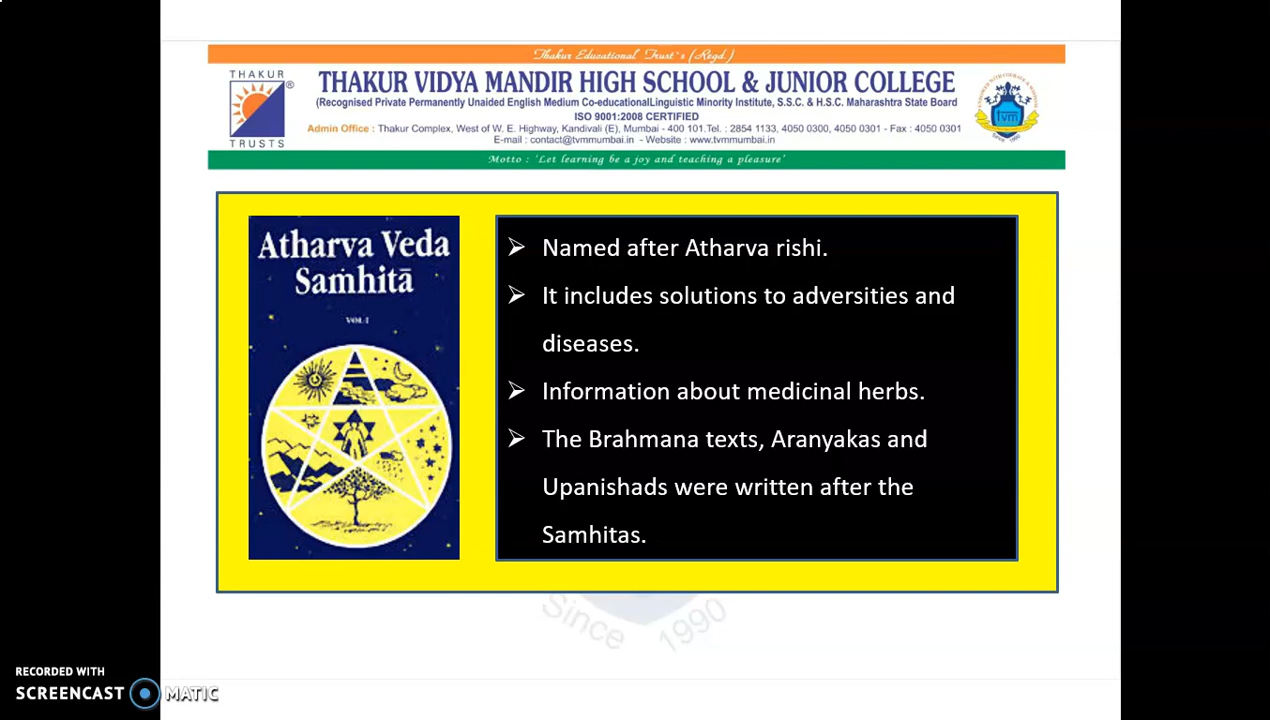 Thakur Educational Trust's (Regd.)
THAKUR
TRUSTS
®
THAKUR VIDYA MANDIR HIGH SCHOOL & JUNIOR COLLEGE
(Recognised Private Permanently Unaided English Medium Co-educationalLinguistic Minority Institute, S.S.C. & H.S.C. Maharashtra State Board
ISO 9001:2008 CERTIFIED
Admin Office : Thakur Complex, West of W. E. Highway, Kandivali (E), Mumbai - 400 101.Tel. : 2854 1133, 4050 0300, 4050 0301 - Fax : 4050 0301
E-mail : contact@tvmmumbai.in - Website : www.tvmmumbai.in
tvm
Since 1990
Motto : 'Let learning be a joy and teaching a pleasure'
Atharva Veda
Saṁhitā
VOL-I
➢ Named after Atharva rishi.
➢ It includes solutions to adversities and
diseases.
➢ Information about medicinal herbs.
➢ The Brahmana texts, Aranyakas and
Upanishads were written after the
Samhitas.
Since 1990
RECORDED WITH
SCREENCAST MATIC